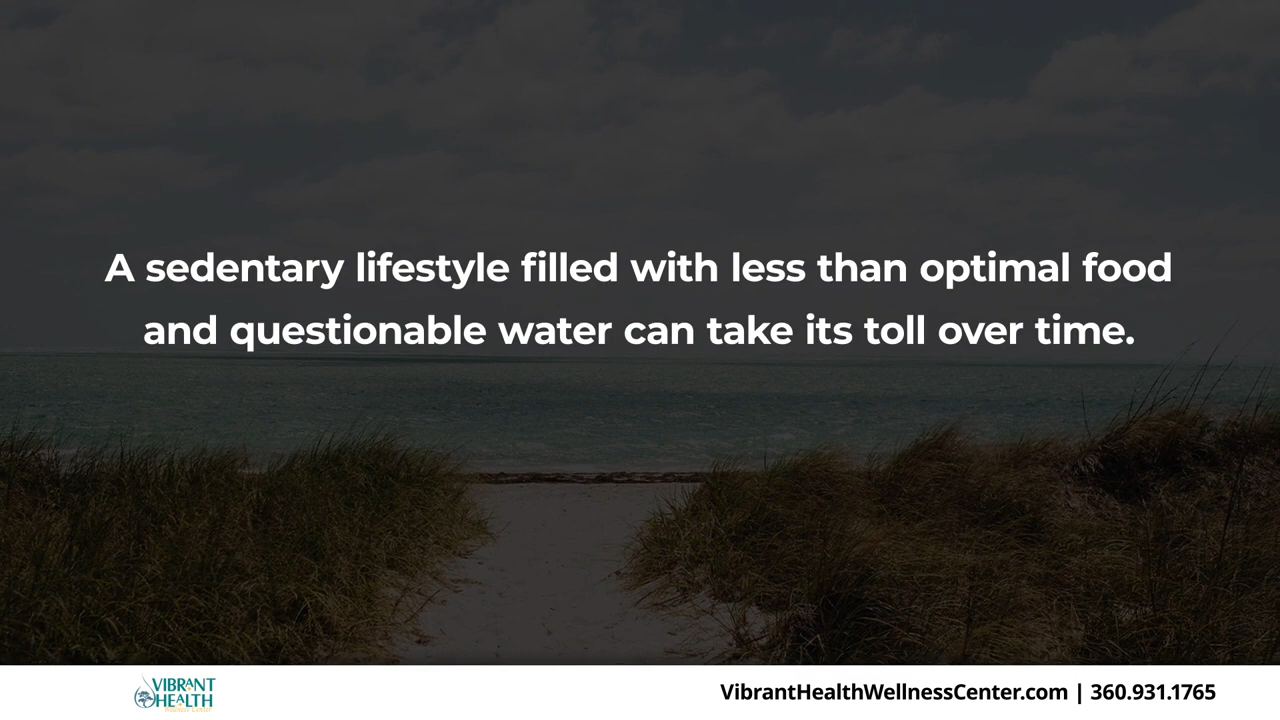 A sedentary lifestyle filled with less than optimal food
and questionable water can take its toll over time.
VIBRANT
HEALTH
VibrantHealthWellnessCenter.com | 360.931.1765